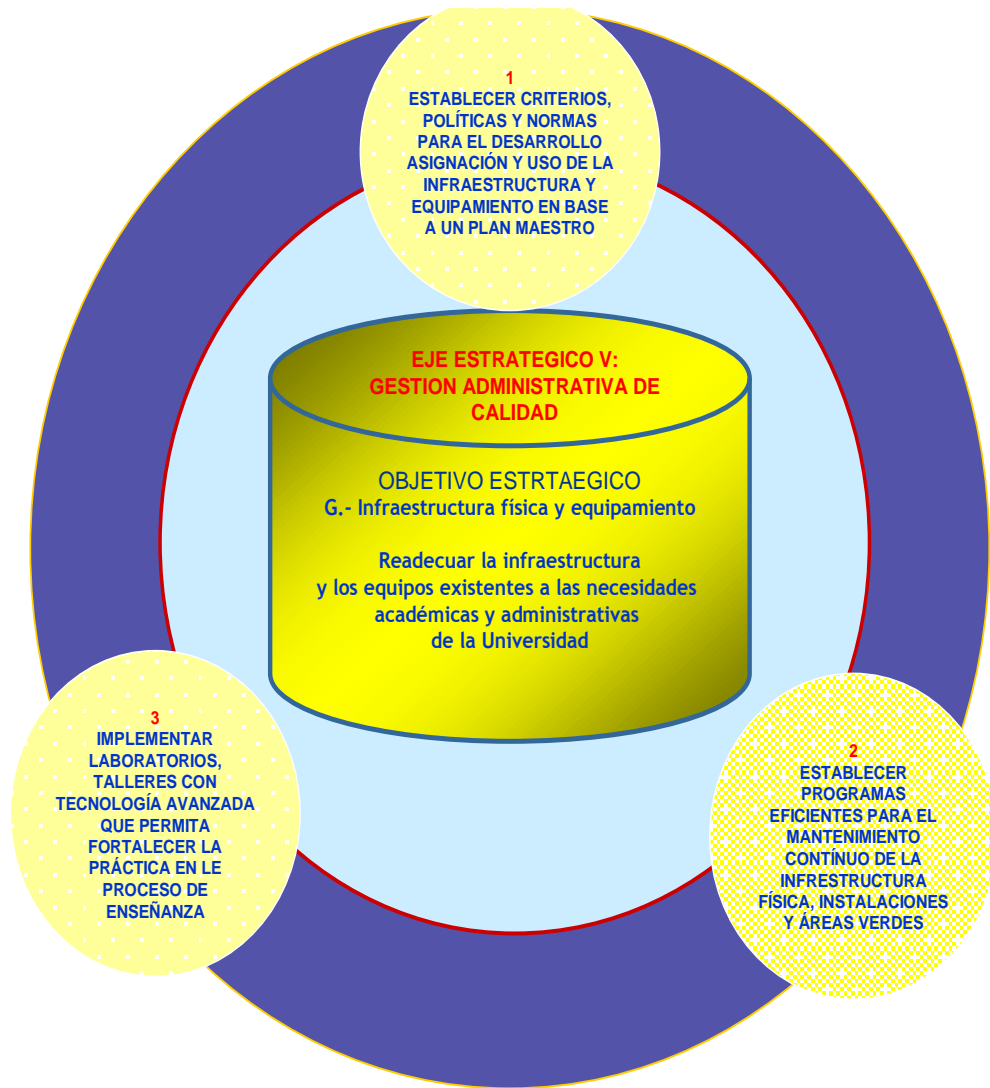 1
ESTABLECER CRITERIOS,
POLÍTICAS Y NORMAS
PARA EL DESARROLLO
ASIGNACIÓN Y USO DE LA
INFRAESTRUCTURA Y
EQUIPAMIENTO EN BASE
A UN PLAN MAESTRO
EJE ESTRATEGICO V:
GESTION ADMINISTRATIVA DE
CALIDAD
OBJETIVO ESTRTAEGICO
G.- Infraestructura física y equipamiento
Readecuar la infraestructura
y los equipos existentes a las necesidades
académicas y administrativas
de la Universidad
3
IMPLEMENTAR
LABORATORIOS,
TALLERES CON
TECNOLOGÍA AVANZADA
QUE PERMITA
FORTALECER LA
PRÁCTICA EN LE
PROCESO DE
ENSEÑANZA
2
ESTABLECER
PROGRAMAS
EFICIENTES PARA EL
MANTENIMIENTO
CONTÍNUO DE LA
INFRESTRUCTURA
FÍSICA, INSTALACIONES
Y ÁREAS VERDES